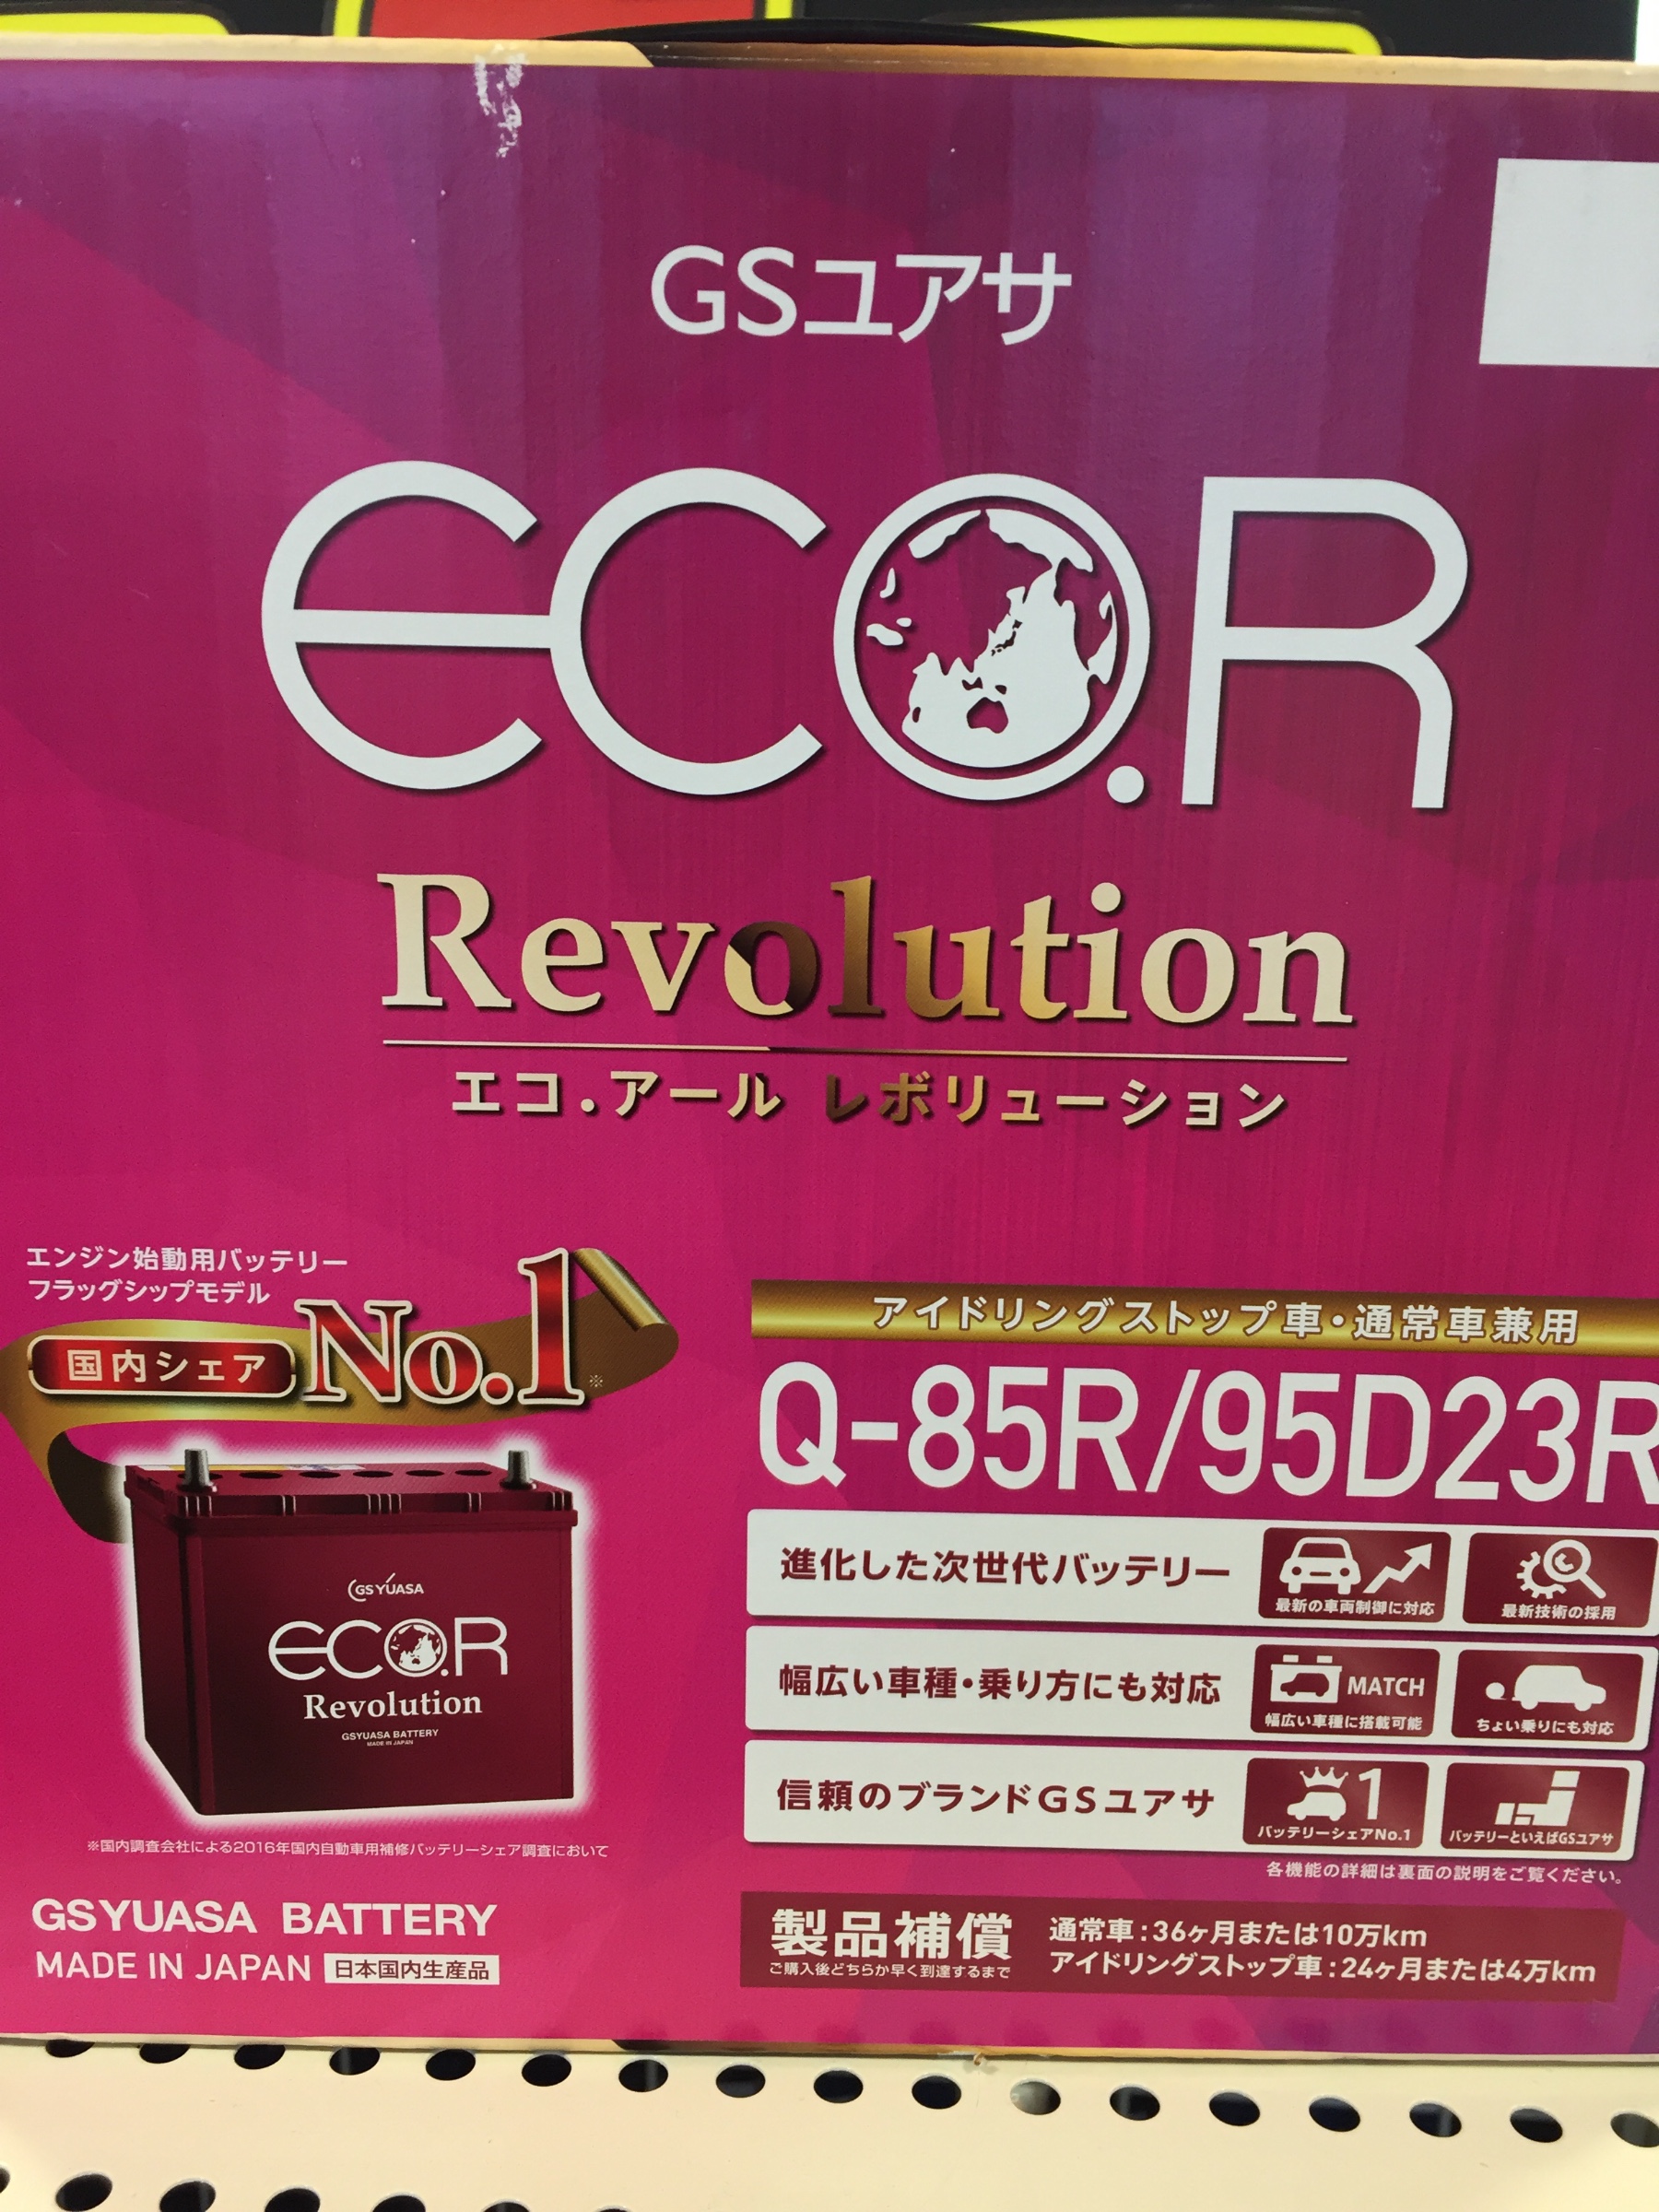 GSユアサ
eco.R
Revolution
エコ.アール レボリューション
エンジン始動用バッテリー
フラッグシップモデル
国内シェア No.1※
GS YUASA
eco.R
Revolution
GSYUASA BATTERY
MADE IN JAPAN
※国内調査会社による2016年国内自動車用補修バッテリーシェア調査において
GSYUASA BATTERY
MADE IN JAPAN 日本国内生産品
アイドリングストップ車・通常車兼用
Q-85R/95D23R
進化した次世代バッテリー
最新の車両制御に対応
最新技術の採用
幅広い車種・乗り方にも対応
MATCH
幅広い車種に搭載可能
ちょい乗りにも対応
信頼のブランドGSユアサ
1
バッテリーシェアNo.1
バッテリーといえばGSユアサ
各機能の詳細は裏面の説明をご覧ください。
製品補償
ご購入後どちらか早く到達するまで
通常車:36ヶ月または10万km
アイドリングストップ車:24ヶ月または4万km